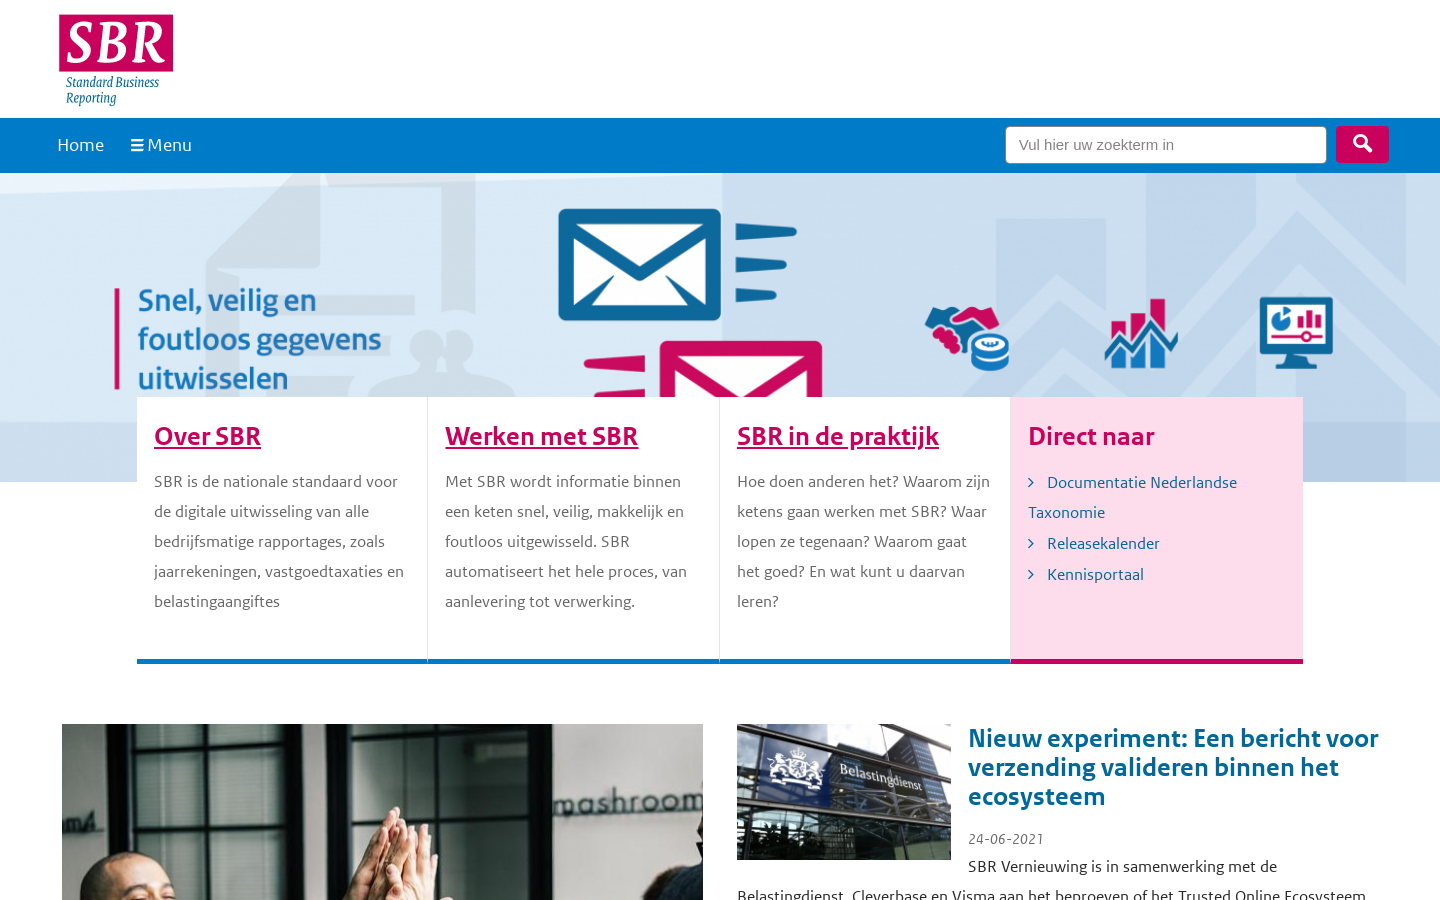 SBR
Standard Business
Reporting
Home
Menu
Vul hier uw zoekterm in
Snel, veilig en
foutloos gegevens
uitwisselen
Over SBR
SBR is de nationale standaard voor
de digitale uitwisseling van alle
bedrijfsmatige rapportages, zoals
jaarrekeningen, vastgoedtaxaties en
belastingaangiftes
Werken met SBR
Met SBR wordt informatie binnen
een keten snel, veilig, makkelijk en
foutloos uitgewisseld. SBR
automatiseert het hele proces, van
aanlevering tot verwerking.
SBR in de praktijk
Hoe doen anderen het? Waarom zijn
ketens gaan werken met SBR? Waar
lopen ze tegenaan? Waarom gaat
het goed? En wat kunt u daarvan
leren?
Direct naar
Documentatie Nederlandse
Taxonomie
Releasekalender
Kennisportaal
mashroom
Belastingdienst
Nieuw experiment: Een bericht voor
verzending valideren binnen het
ecosysteem
24-06-2021
SBR Vernieuwing is in samenwerking met de
Belastingdienst, Cleverbase en Visma aan het beproeven of het Trusted Online Ecosysteem